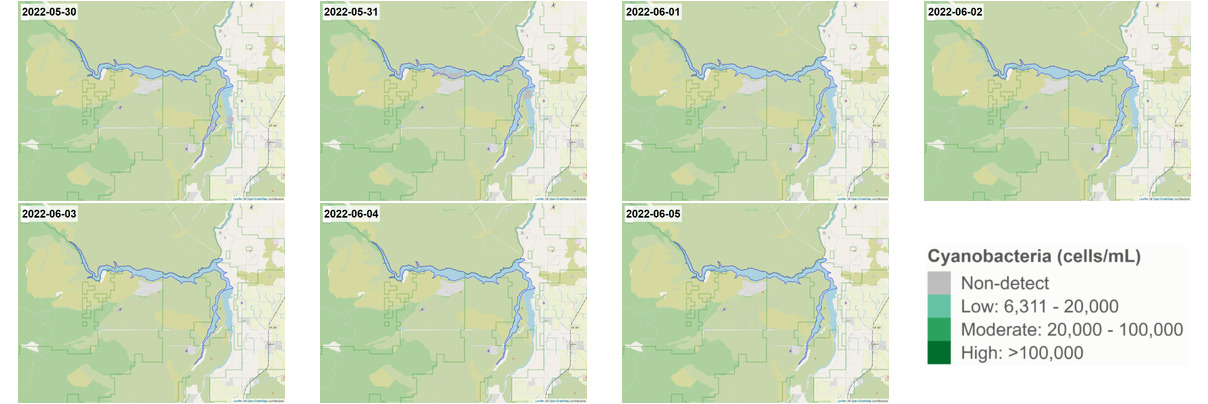 2022-05-30
2022-05-31
2022-06-01
2022-06-02
2022-06-03
2022-06-04
2022-06-05
Cyanobacteria (cells/mL)
Non-detect
Low: 6,311 - 20,000
Moderate: 20,000 - 100,000
High: >100,000